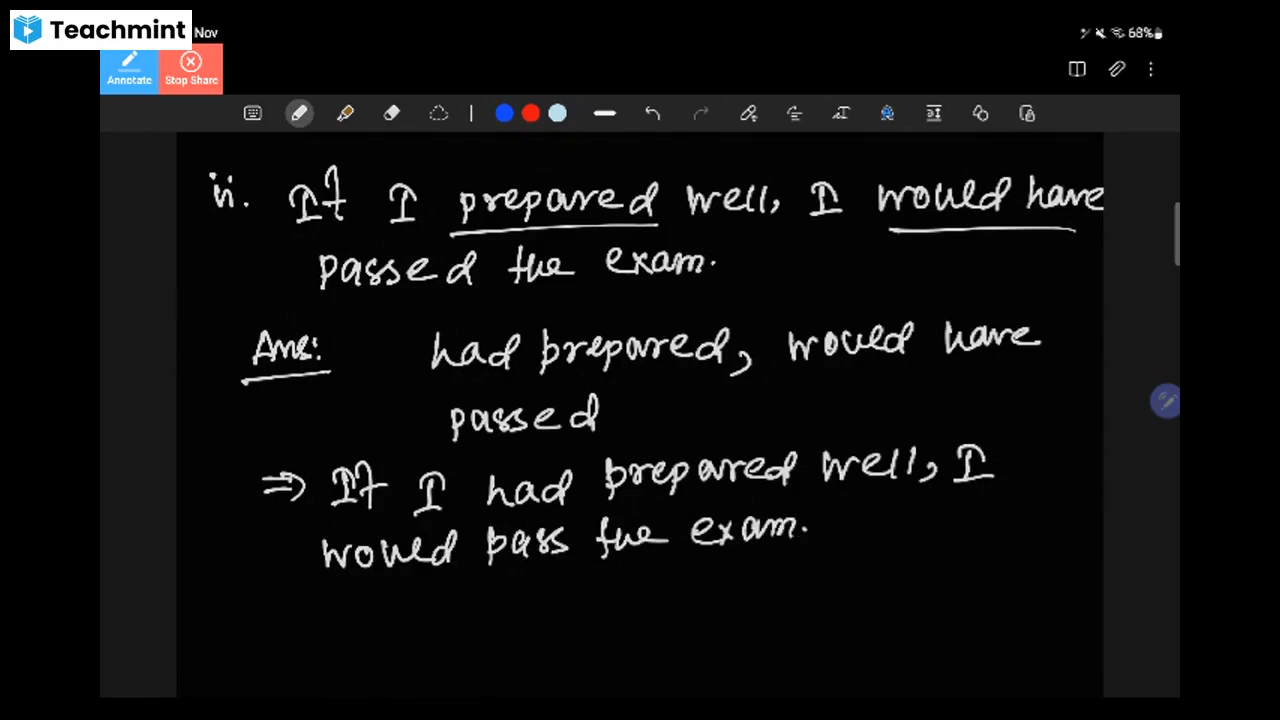 Teachmint
Nov
68%
Annotate
Stop Share
ii. If I prepared well, I would have
passed the exam.
Ans: had prepared, would have
passed
⇒ If I had prepared well, I
would pass the exam.